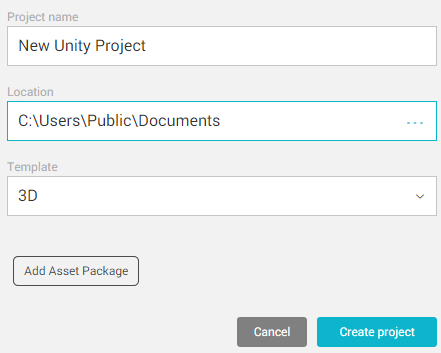 Project name
New Unity Project
Location
C:\Users\Public\Documents
...
Template
3D
Add Asset Package
Cancel
Create project